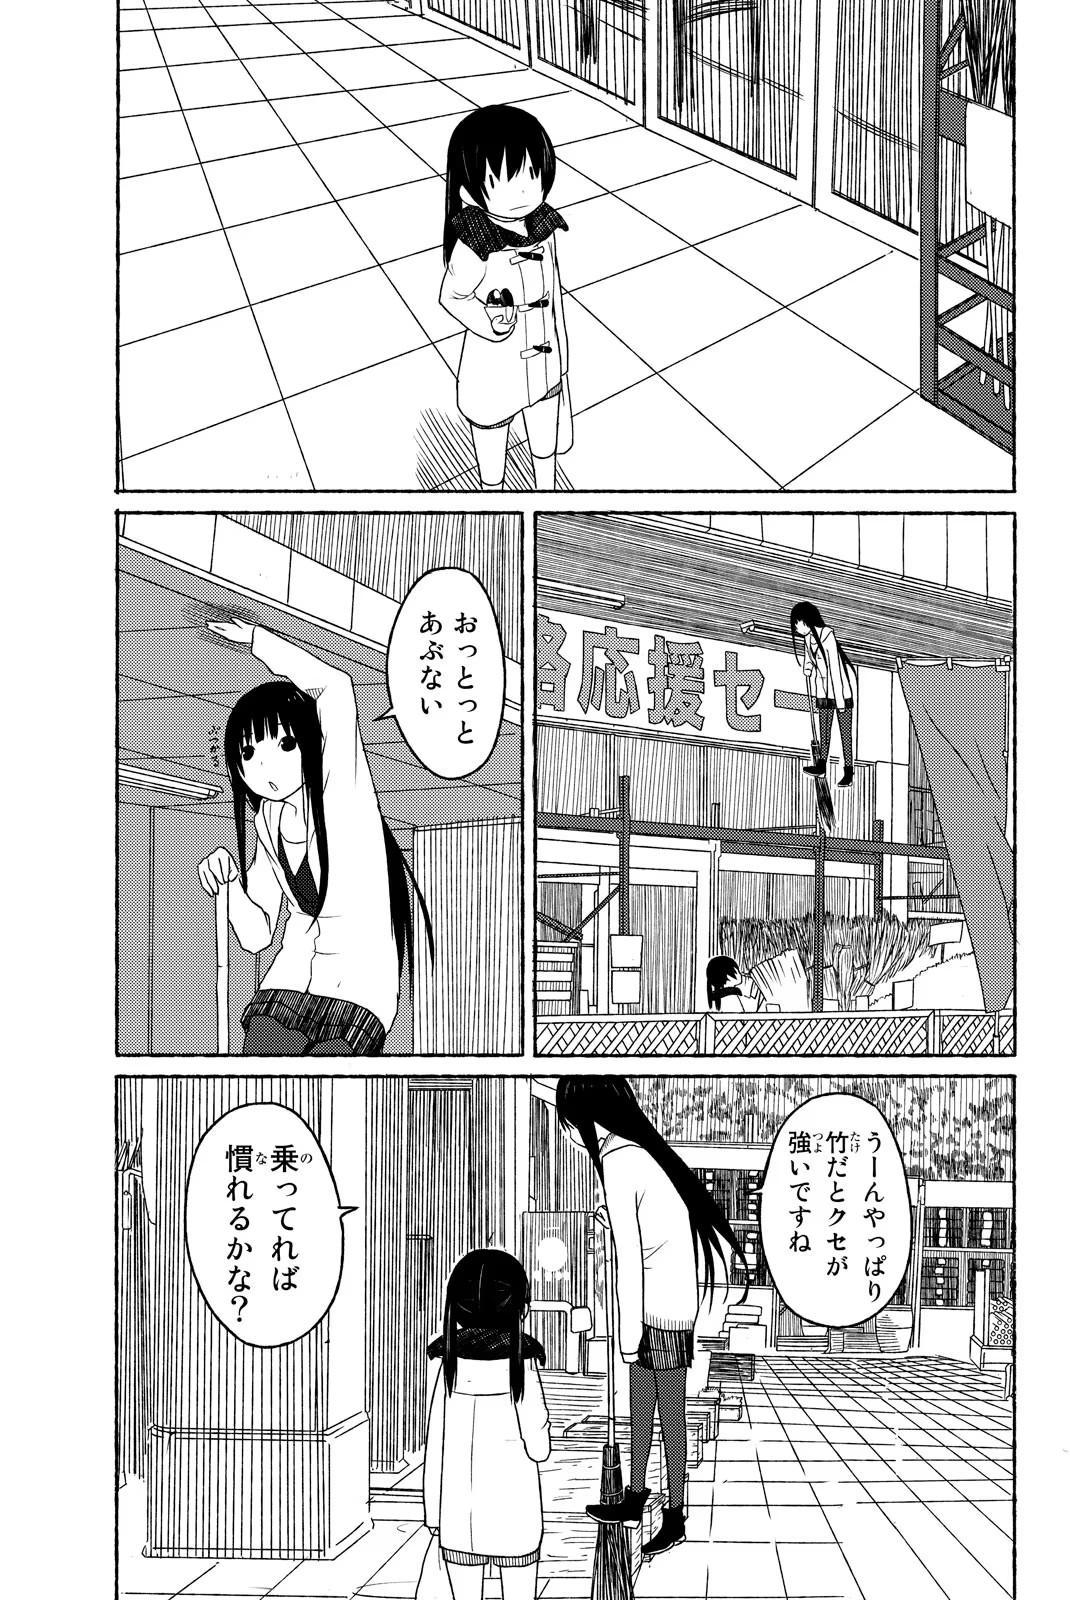 格応援セー
おっとっと
あぶない
ぶつかる
うーんやっぱり
竹だとクセが
強いですね
乗ってれば
慣れるかな？